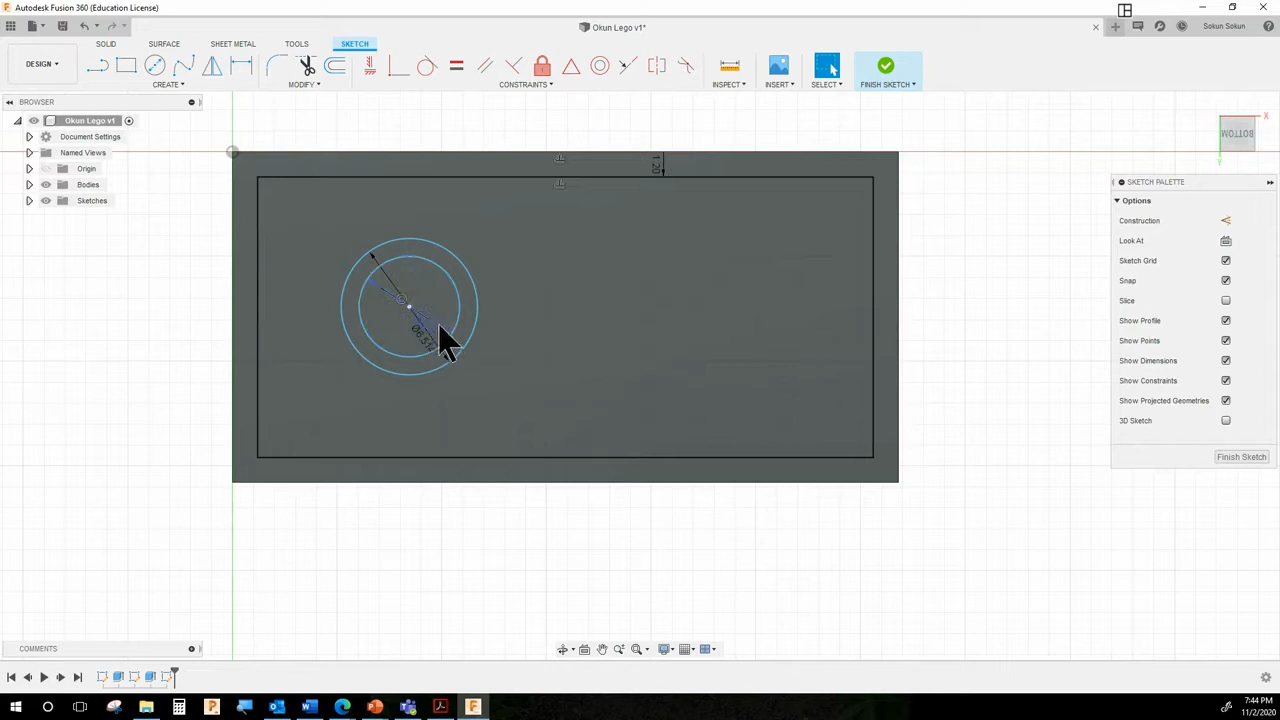 Autodesk Fusion 360 (Education License)
Okun Lego v1*
Sokun Sokun
DESIGN
SOLID SURFACE SHEET METAL TOOLS SKETCH
CREATE MODIFY CONSTRAINTS INSPECT INSERT SELECT FINISH SKETCH
BROWSER
Okun Lego v1
Document Settings
Named Views
Origin
Bodies
Sketches
1.20
BOTTOM
X
Y
SKETCH PALETTE
Options
Construction
Look At
Sketch Grid
Snap
Slice
Show Profile
Show Points
Show Dimensions
Show Constraints
Show Projected Geometries
3D Sketch
Finish Sketch
COMMENTS
7:44 PM
11/2/2020